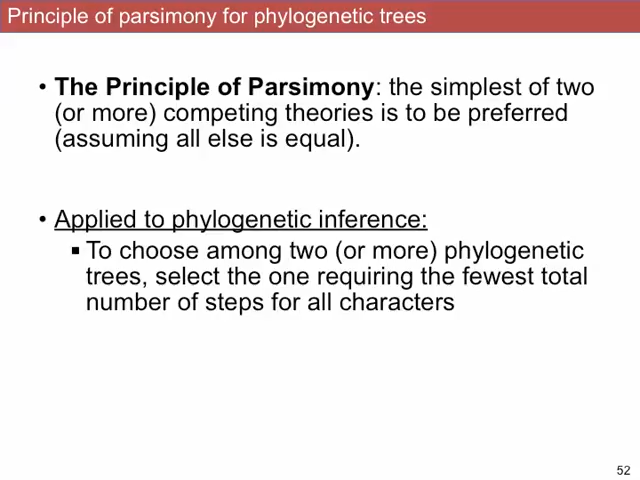 Principle of parsimony for phylogenetic trees
• The Principle of Parsimony: the simplest of two
(or more) competing theories is to be preferred
(assuming all else is equal).
• Applied to phylogenetic inference:
▪ To choose among two (or more) phylogenetic
trees, select the one requiring the fewest total
number of steps for all characters
52